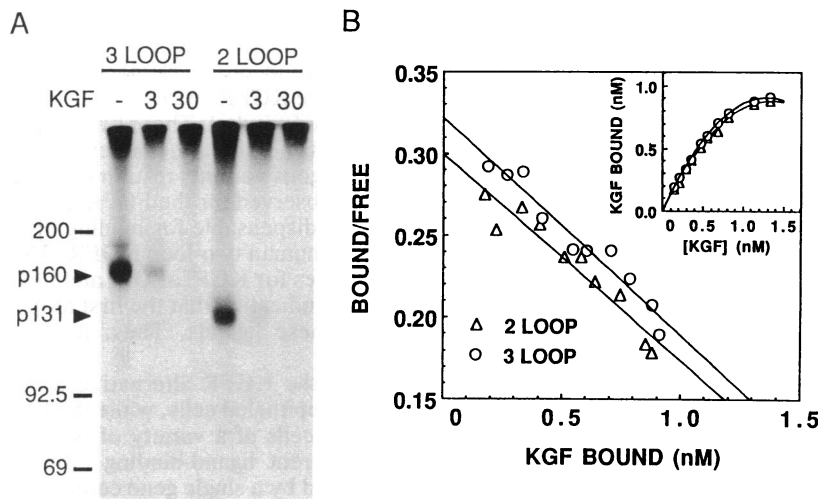 A
3 LOOP 2 LOOP
KGF - 3 30 - 3 30
200
p160
p131
92.5
69
B
BOUND/FREE
0.35
0.30
0.25
0.20
0.15
0 0.5 1.0 1.5
KGF BOUND (nM)
2 LOOP
3 LOOP
KGF BOUND (nM)
1.0
0.5
0.0
0 0.5 1.0 1.5
[KGF] (nM)